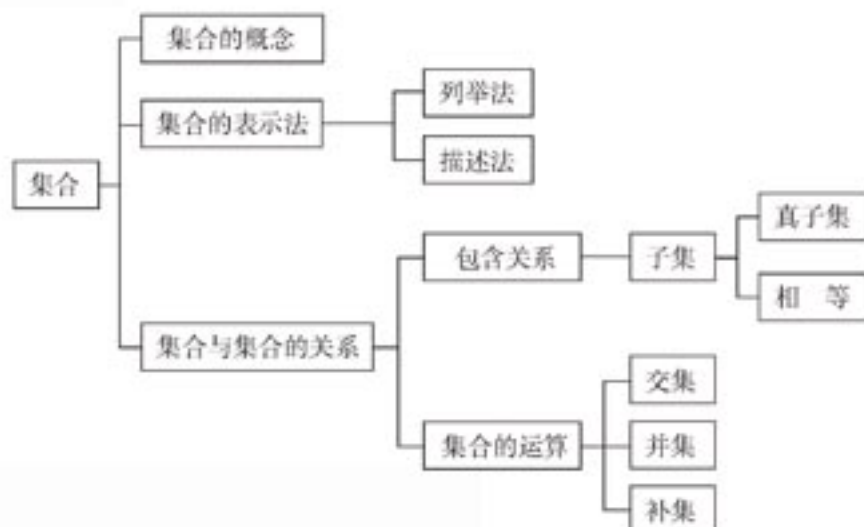 集合
集合的概念
集合的表示法
列举法
描述法
集合与集合的关系
包含关系
子集
真子集
相 等
集合的运算
交集
并集
补集